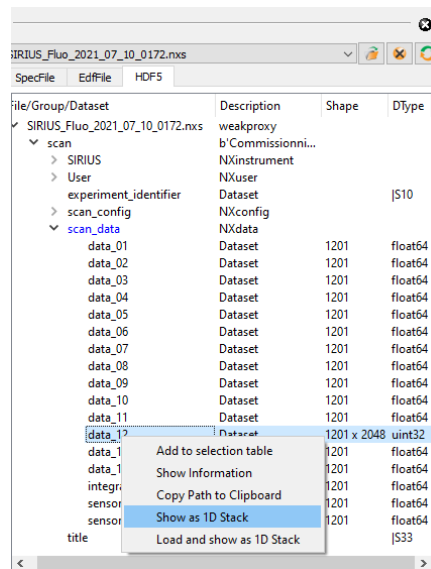 SIRIUS_Fluo_2021_07_10_0172.nxs
SpecFile EdfFile HDF5
File/Group/Dataset Description Shape DType
SIRIUS_Fluo_2021_07_10_0172.nxs weakproxy
scan b'Commissionni...
SIRIUS NXinstrument
User NXuser
experiment_identifier Dataset |S10
scan_config NXconfig
scan_data NXdata
data_01 Dataset 1201 float64
data_02 Dataset 1201 float64
data_03 Dataset 1201 float64
data_04 Dataset 1201 float64
data_05 Dataset 1201 float64
data_06 Dataset 1201 float64
data_07 Dataset 1201 float64
data_08 Dataset 1201 float64
data_09 Dataset 1201 float64
data_10 Dataset 1201 float64
data_11 Dataset 1201 float64
data_12 Dataset 1201 x 2048 uint32
data_1 1201 float64
data_1 1201 float64
integra 1201 float64
sensor 1201 float64
sensor 1201 float64
title |S33
Add to selection table
Show Information
Copy Path to Clipboard
Show as 1D Stack
Load and show as 1D Stack